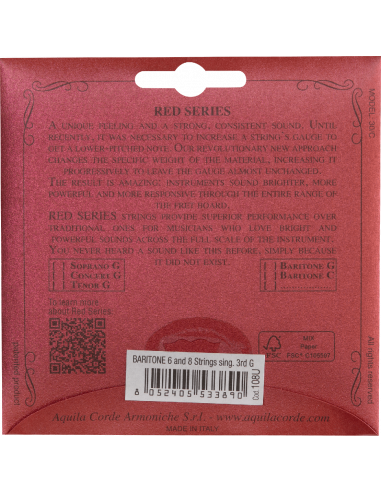 RED SERIES
A UNIQUE FEELING AND A STRONG, CONSISTENT SOUND. UNTIL
RECENTLY, IT WAS NECESSARY TO INCREASE A STRING'S GAUGE TO
GET A LOWER-PITCHED NOTE. OUR REVOLUTIONARY NEW APPROACH
CHANGES THE SPECIFIC WEIGHT OF THE MATERIAL, INCREASING IT
PROGRESSIVELY TO LEAVE THE GAUGE ALMOST UNCHANGED.
THE RESULT IS AMAZING: INSTRUMENTS SOUND BRIGHTER, MORE
POWERFUL AND MORE RESPONSIVE THROUGH THE ENTIRE RANGE OF
THE FRET BOARD.
RED SERIES STRINGS PROVIDE SUPERIOR PERFORMANCE OVER
TRADITIONAL ONES, FOR MUSICIANS WHO LOVE BRIGHT AND
POWERFUL SOUNDS ACROSS THE FULL SCALE OF THE INSTRUMENT.
YOU NEVER HEARD A SOUND LIKE THIS BEFORE, SIMPLY BECAUSE
IT DID NOT EXIST.
SOPRANO G
CONCERT G
TENOR G
BARITONE G
BARITONE C
To learn more
about Red Series
MIX
Paper
BARITONE 6 and 8 Strings sing. 3rd G
8 052405 533890
108U
Aquila Corde Armoniche S.r.l. - www.aquilacorde.com
MADE IN ITALY
All rights reserved